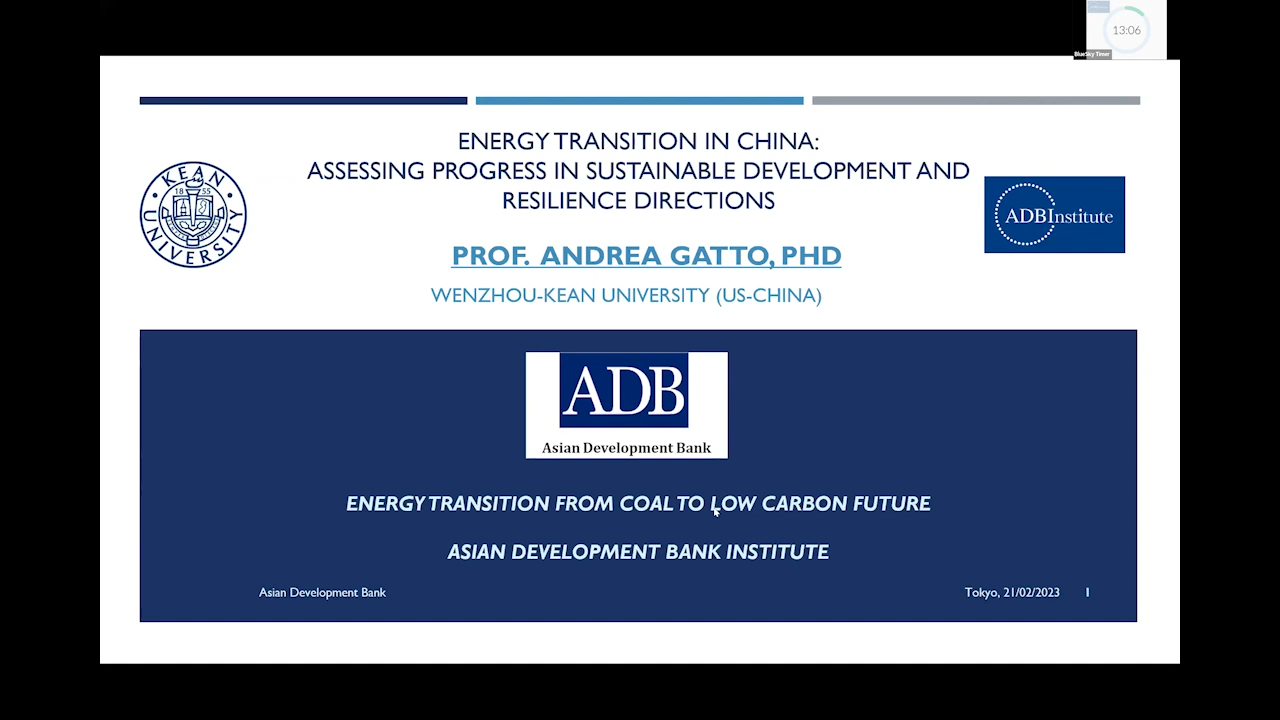 13:06
BlueSky Timer
ENERGY TRANSITION IN CHINA:
ASSESSING PROGRESS IN SUSTAINABLE DEVELOPMENT AND
RESILIENCE DIRECTIONS
KEAN
1855
UNIVERSITY
ADBInstitute
PROF. ANDREA GATTO, PHD
WENZHOU-KEAN UNIVERSITY (US-CHINA)
ADB
Asian Development Bank
ENERGY TRANSITION FROM COAL TO LOW CARBON FUTURE
ASIAN DEVELOPMENT BANK INSTITUTE
Asian Development Bank
Tokyo, 21/02/2023
1